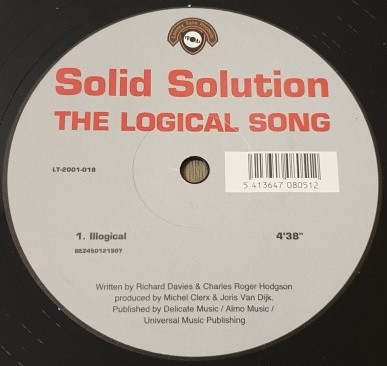 Solid Solution
THE LOGICAL SONG
LT-2001-018
5 413647 080512
1. Illogical 4'38"
BE2450121507
Written by Richard Davies & Charles Roger Hodgson
produced by Michel Clerx & Joris Van Dijk.
Published by Delicate Music / Almo Music /
Universal Music Publishing